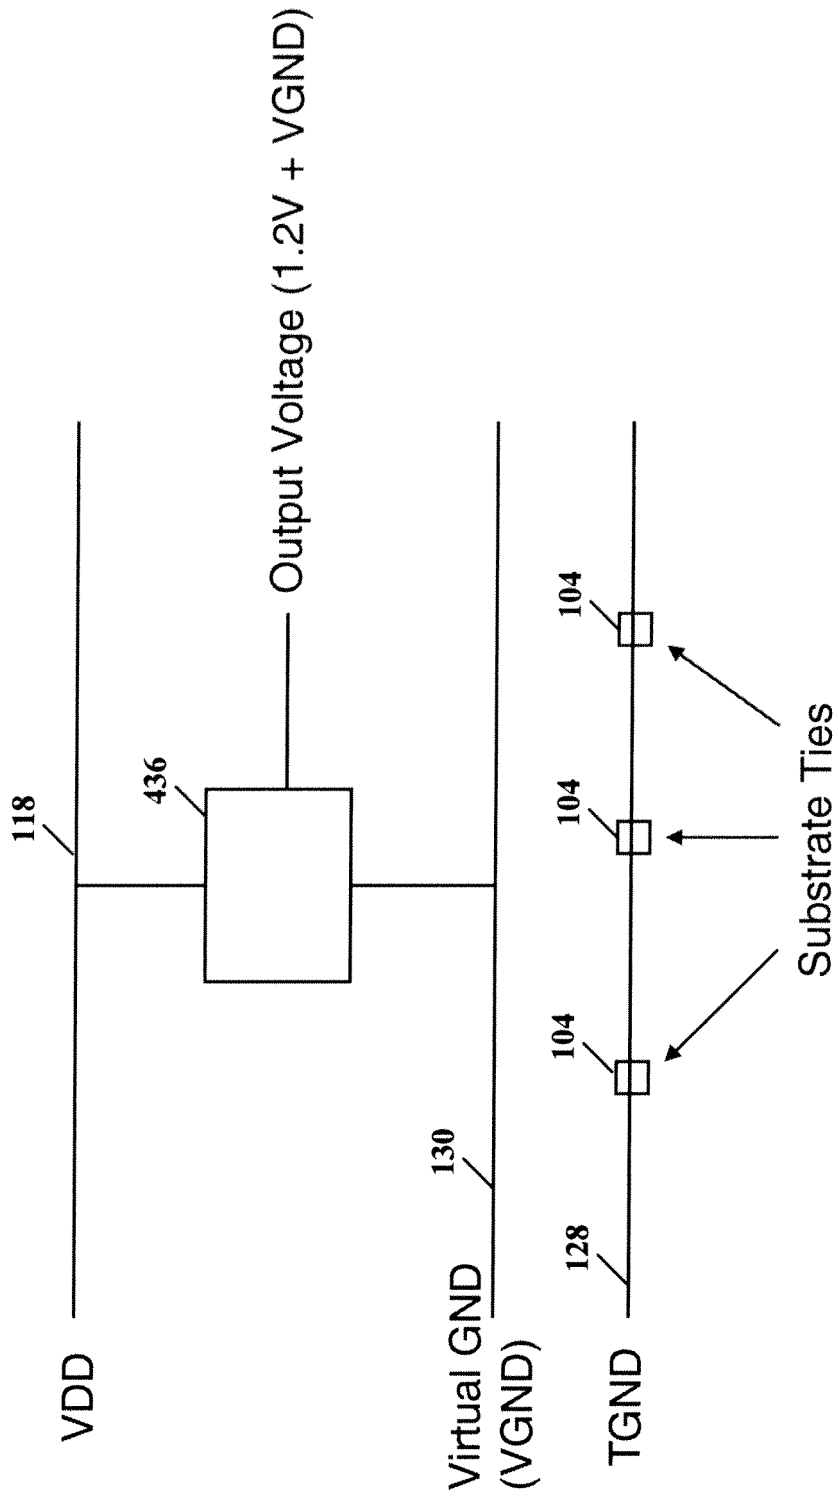 118
VDD
436
Output Voltage (1.2V + VGND)
130
Virtual GND
(VGND)
128
104
104
104
TGND
Substrate Ties